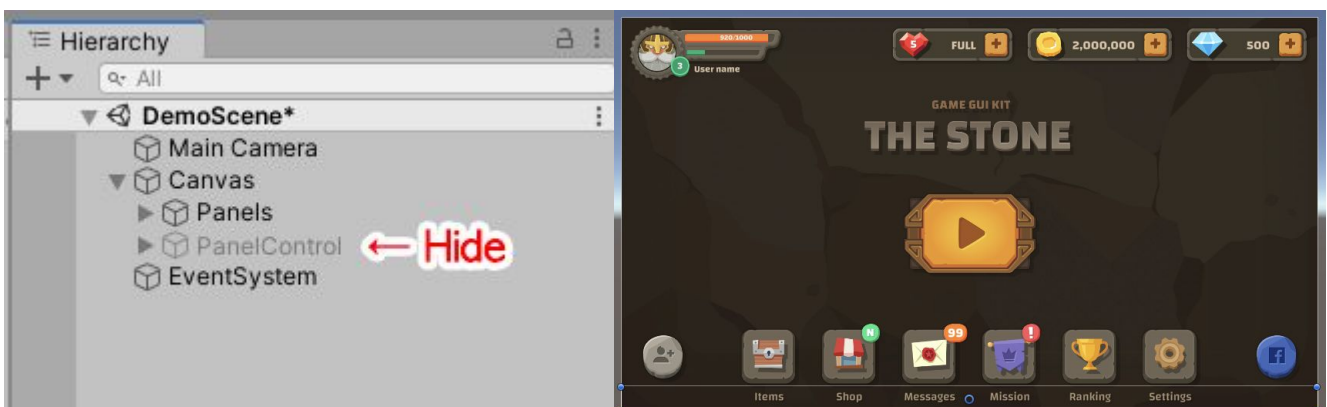 Hierarchy
All
DemoScene*
Main Camera
Canvas
Panels
PanelControl
← Hide
EventSystem
920/1000
3
User name
5
FULL
2,000,000
500
GAME GUI KIT
THE STONE
N
99
!
Items
Shop
Messages
Mission
Ranking
Settings